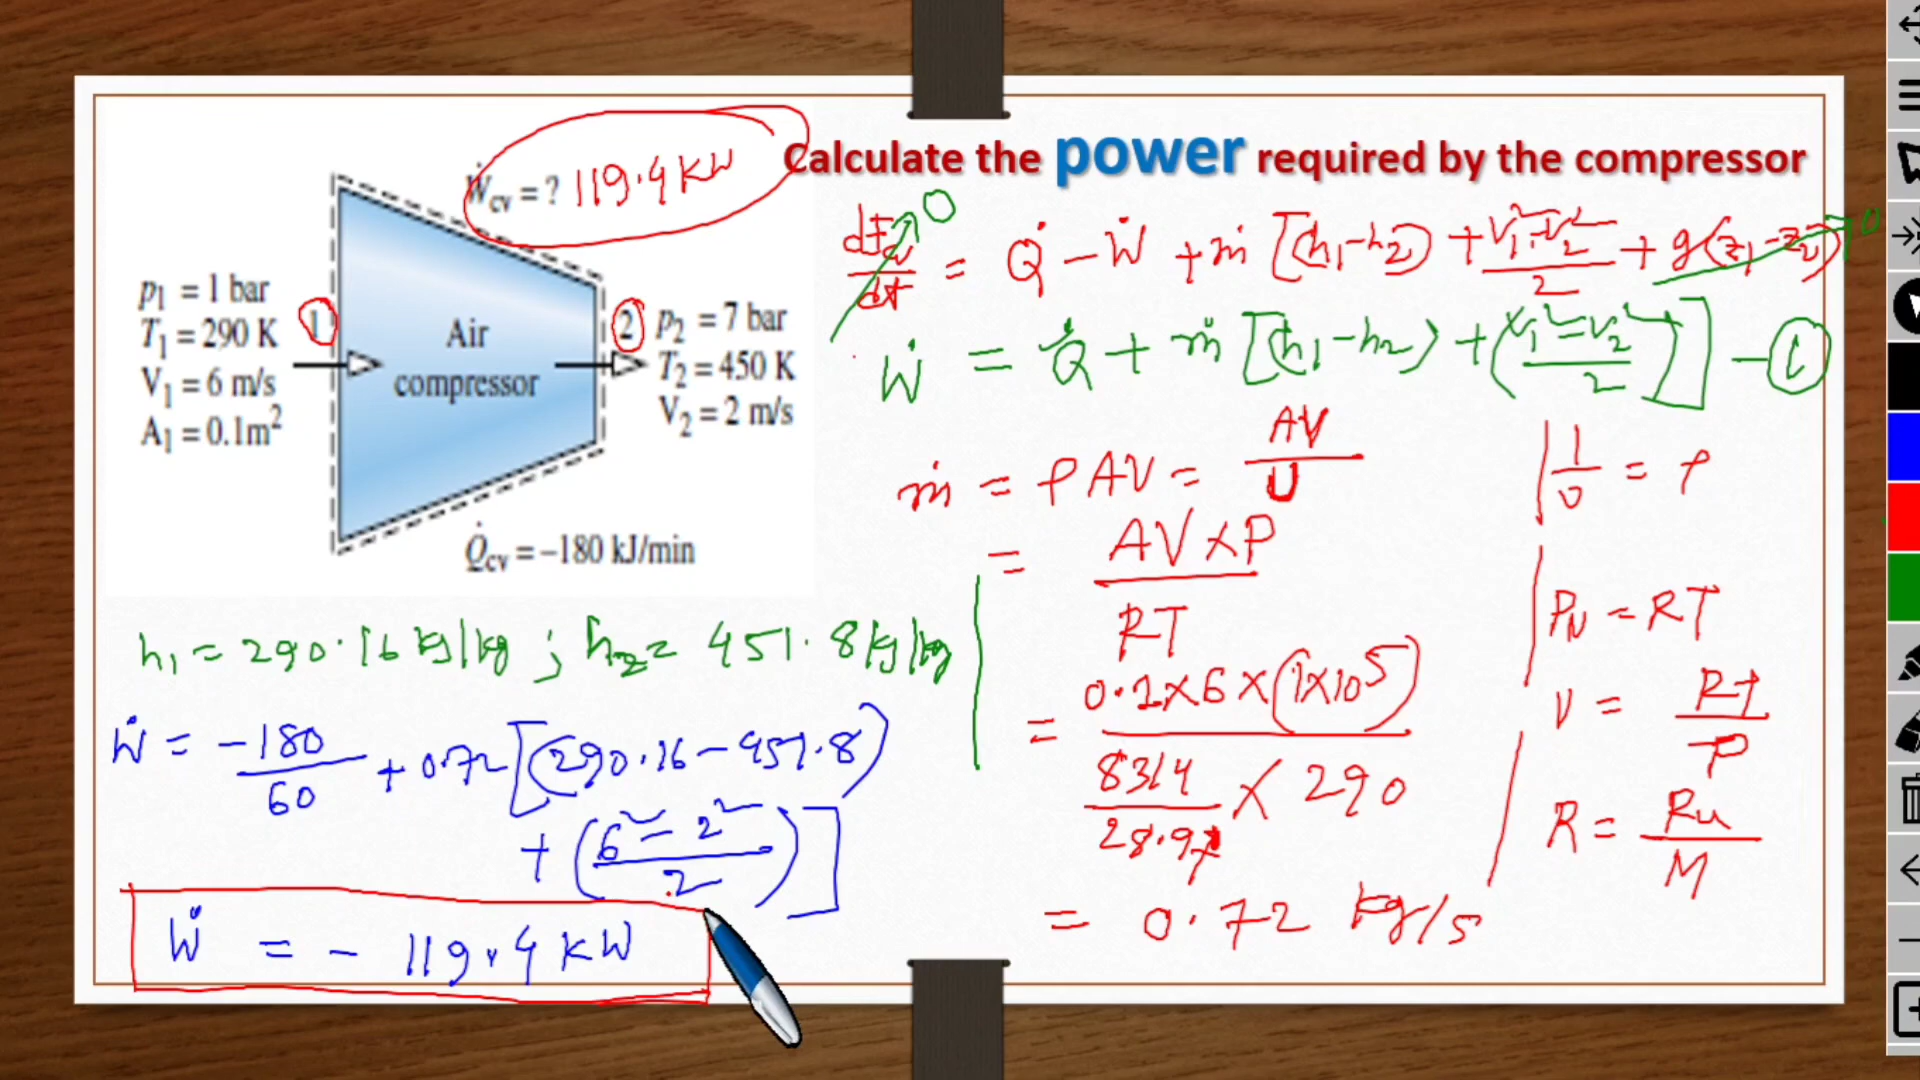 Calculate the power required by the compressor
Ẇcv = ? 119.4 KW
p1 = 1 bar
T1 = 290 K
V1 = 6 m/s
A1 = 0.1m²
1
Air
compressor
2
p2 = 7 bar
T2 = 450 K
V2 = 2 m/s
Q̇cv = −180 kJ/min
h1 = 290.16 kJ/kg ; h2 = 451.8 kJ/kg
Ẇ = -180/60 + 0.72 [(290.16 - 451.8)
+ (6² - 2² / 2)]
Ẇ = - 119.4 KW
dEcv/dt = Q̇ - Ẇ + ṁ [(h1-h2) + V1²-V2²/2 + g(z1-z2)]
0
0
Ẇ = Q̇ + ṁ [(h1-h2) + (V1²-V2²/2)] - (i)
ṁ = ρAV = AV/υ
= AV×P/RT
= 0.1×6×(1×10⁵) / 8314/28.97 × 290
= 0.72 kg/s
1/υ = ρ
Pυ = RT
υ = RT/P
R = Ru/M